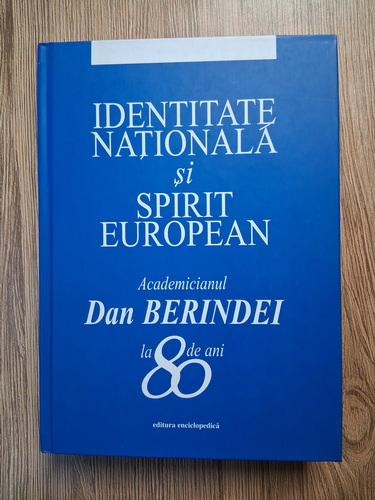 IDENTITATE
NAȚIONALĂ
și
SPIRIT
EUROPEAN
Academicianul
Dan BERINDEI
la 80 de ani
editura enciclopedică